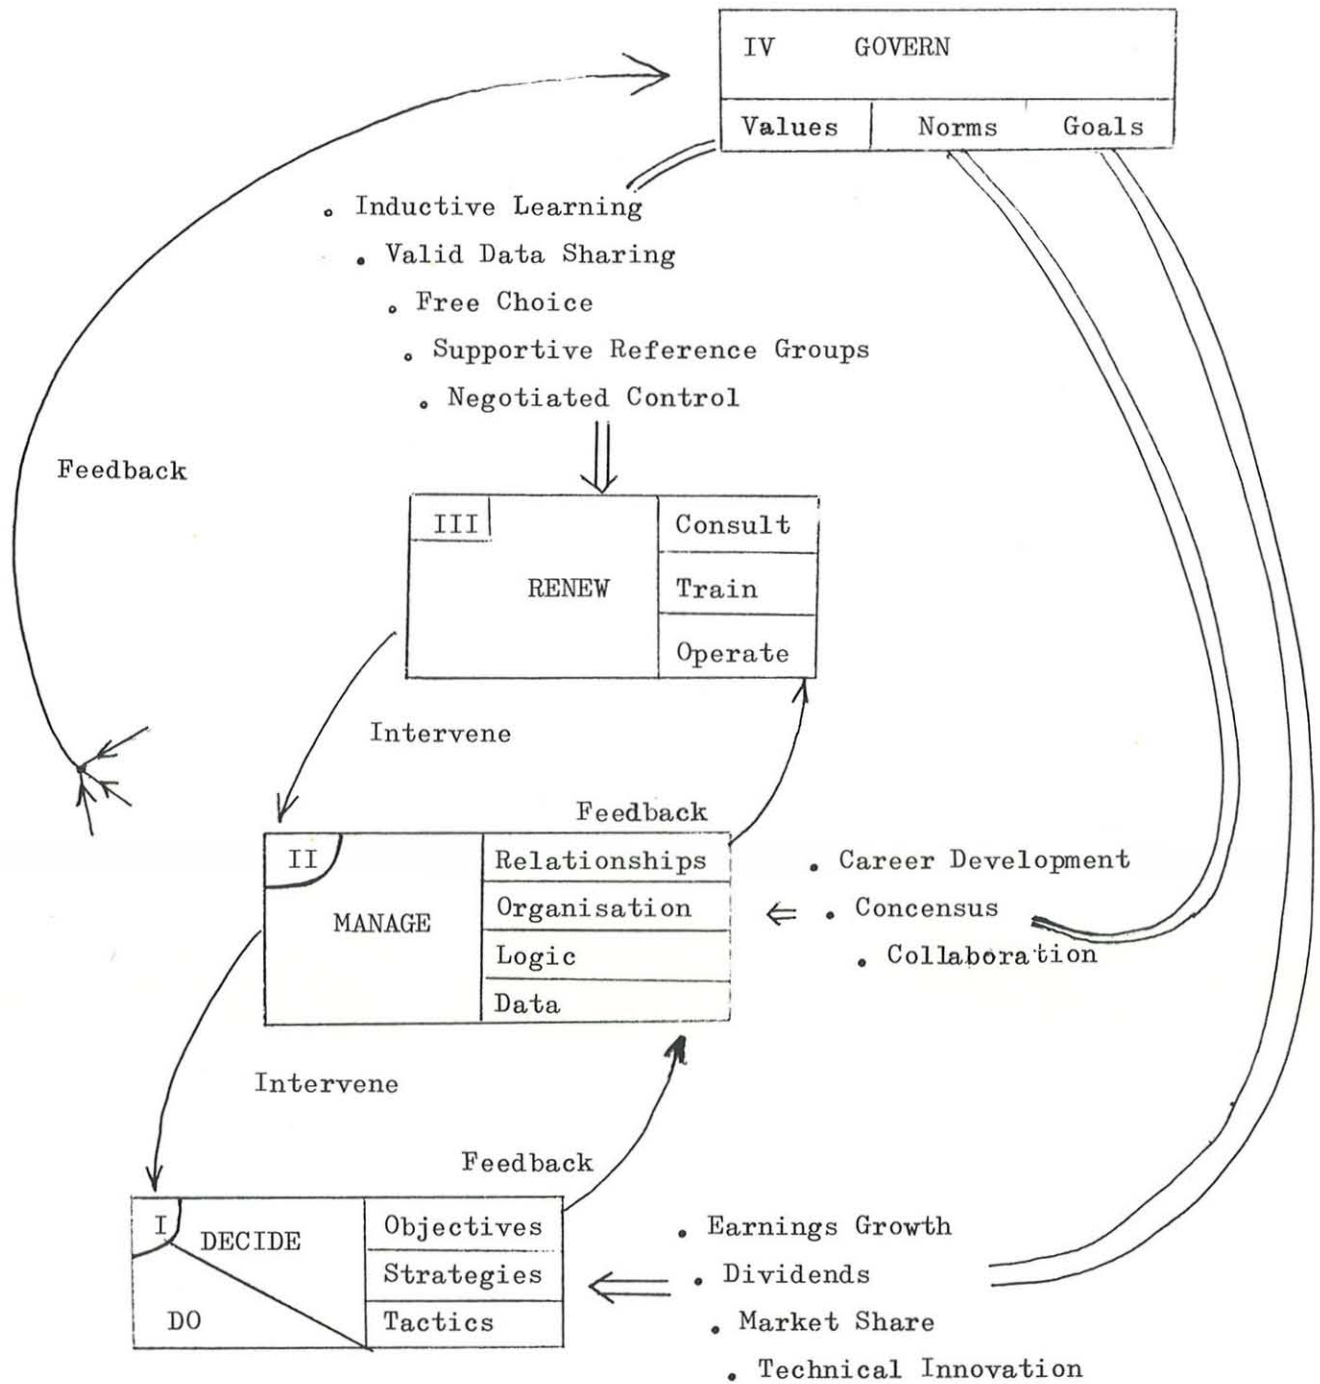 IV GOVERN
Values Norms Goals
Inductive Learning
Valid Data Sharing
Free Choice
Supportive Reference Groups
Negotiated Control
Feedback
III
Consult
RENEW
Train
Operate
Intervene
Feedback
II
Relationships
Organisation
MANAGE
Logic
Data
Career Development
Concensus
Collaboration
Intervene
Feedback
I
DECIDE
DO
Objectives
Strategies
Tactics
Earnings Growth
Dividends
Market Share
Technical Innovation